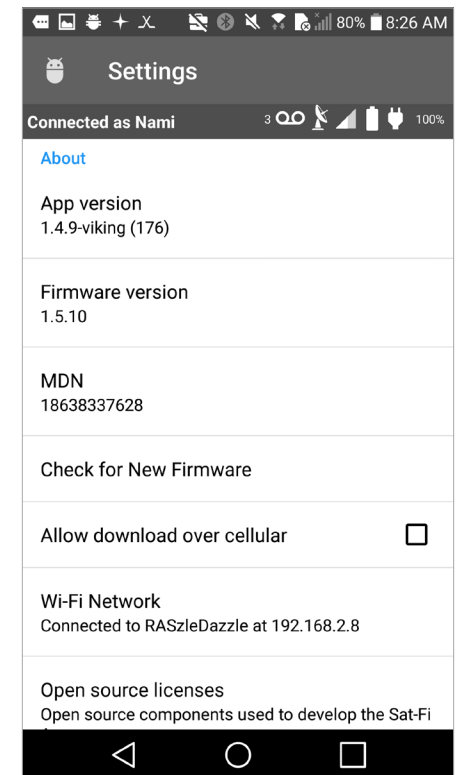 80% 8:26 AM
Settings
Connected as Nami 3 100%
About
App version
1.4.9-viking (176)
Firmware version
1.5.10
MDN
18638337628
Check for New Firmware
Allow download over cellular
Wi-Fi Network
Connected to RASzleDazzle at 192.168.2.8
Open source licenses
Open source components used to develop the Sat-Fi